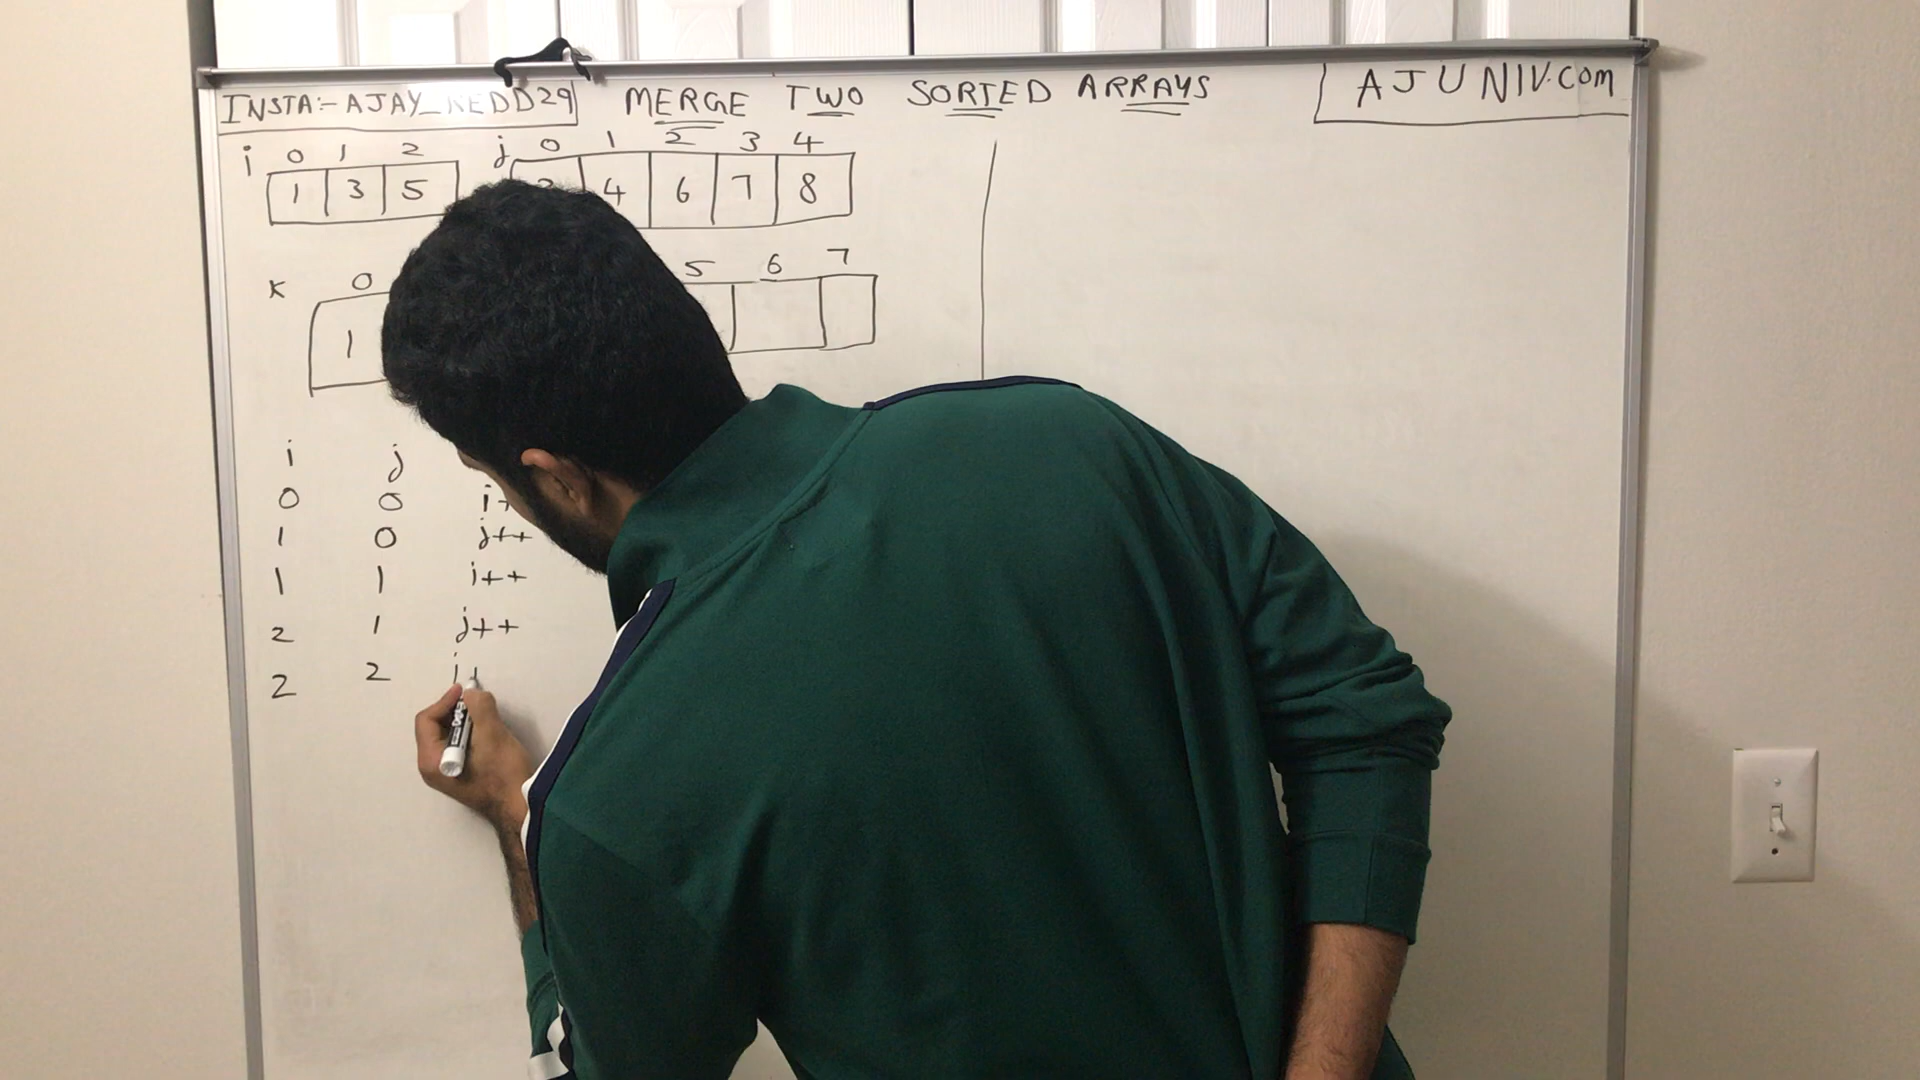 INSTA:- AJAY_NEDD29
MERGE TWO SORTED ARRAYS
AJUNIV.COM
i 0 1 2
1 3 5
j 0 1 2 3 4
4 6 7 8
K 0 5 6 7
1
i j
0 0 i+
1 0 j++
1 1 i++
2 1 j++
2 2 i+